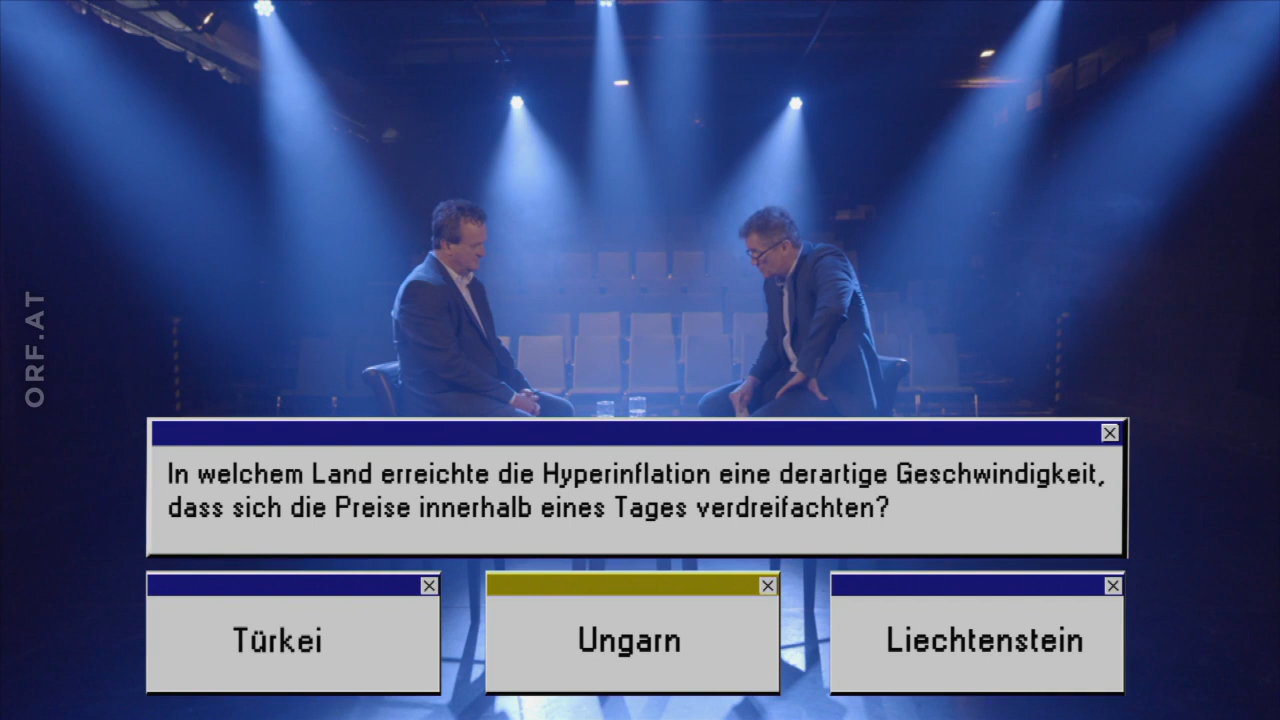 ORF.AT
In welchem Land erreichte die Hyperinflation eine derartige Geschwindigkeit,
dass sich die Preise innerhalb eines Tages verdreifachten?
Türkei
Ungarn
Liechtenstein